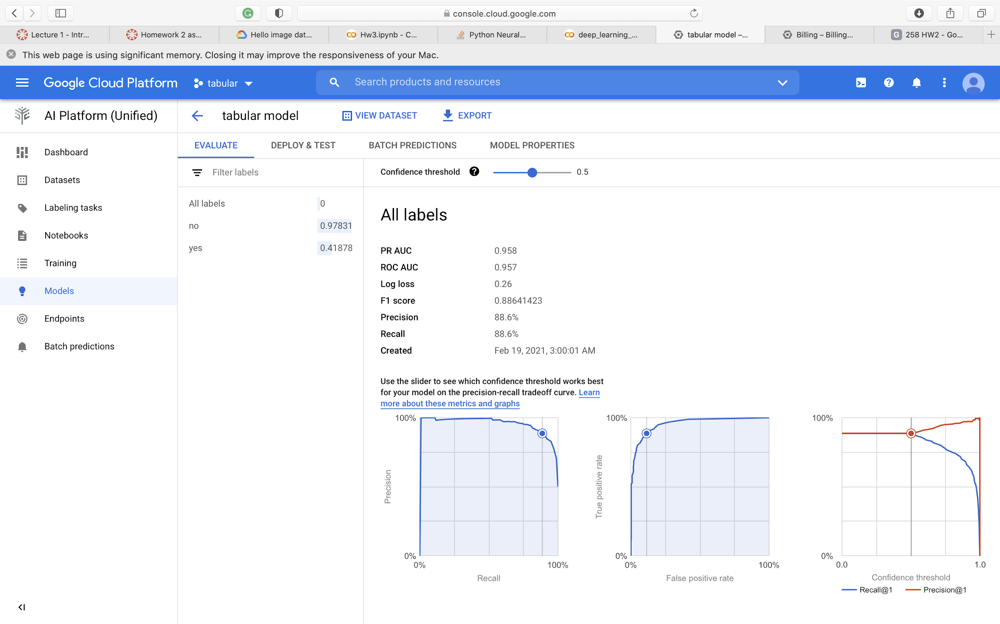 console.cloud.google.com
Lecture 1 - Intr...
Homework 2 as...
Hello image dat...
Hw3.ipynb - C...
Python Neural...
deep_learning_...
tabular model –...
Billing – Billing...
G 258 HW2 - Go...
This web page is using significant memory. Closing it may improve the responsiveness of your Mac.
Google Cloud Platform
tabular
Search products and resources
AI Platform (Unified)
tabular model
VIEW DATASET
EXPORT
Dashboard
Datasets
Labeling tasks
Notebooks
Training
Models
Endpoints
Batch predictions
EVALUATE
DEPLOY & TEST
BATCH PREDICTIONS
MODEL PROPERTIES
Filter labels
All labels 0
no 0.97831
yes 0.41878
Confidence threshold 0.5
All labels
PR AUC 0.958
ROC AUC 0.957
Log loss 0.26
F1 score 0.88641423
Precision 88.6%
Recall 88.6%
Created Feb 19, 2021, 3:00:01 AM
Use the slider to see which confidence threshold works best
for your model on the precision-recall tradeoff curve. Learn
more about these metrics and graphs
100%
Precision
0%
0% 100%
Recall
100%
True positive rate
0%
0% 100%
False positive rate
100%
0%
0.0 1.0
Confidence threshold
Recall@1 Precision@1